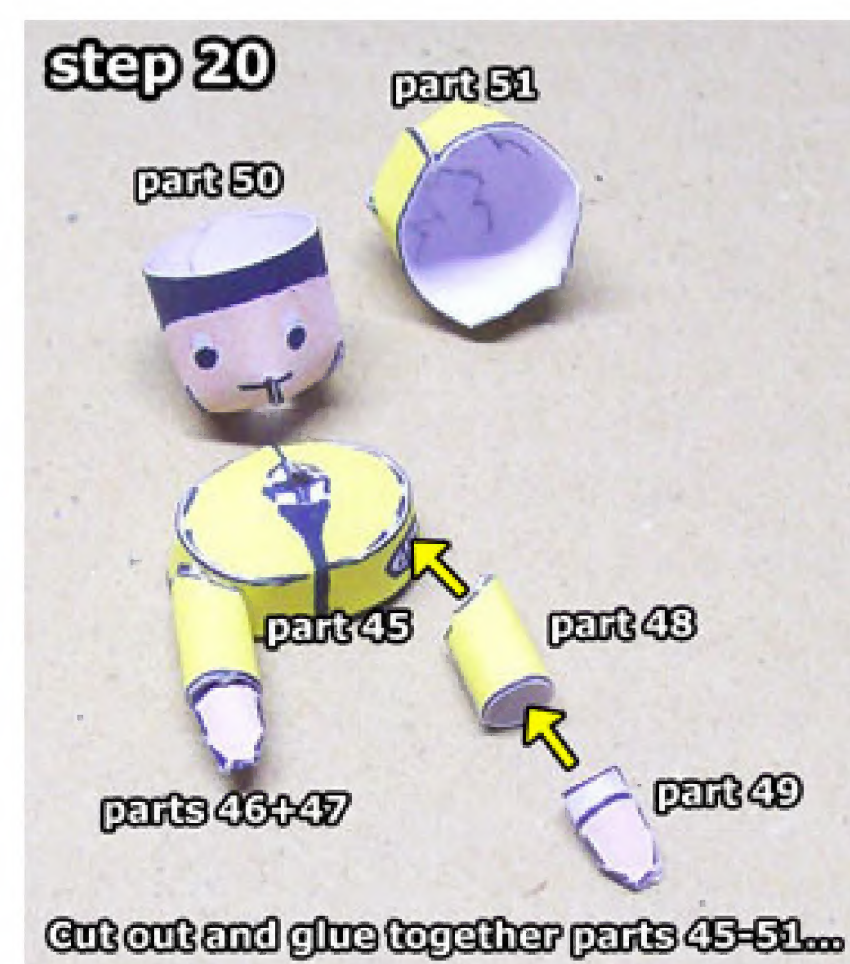 step 20
part 51
part 50
part 45
part 48
part 49
parts 46+47
Cut out and glue together parts 45-51...